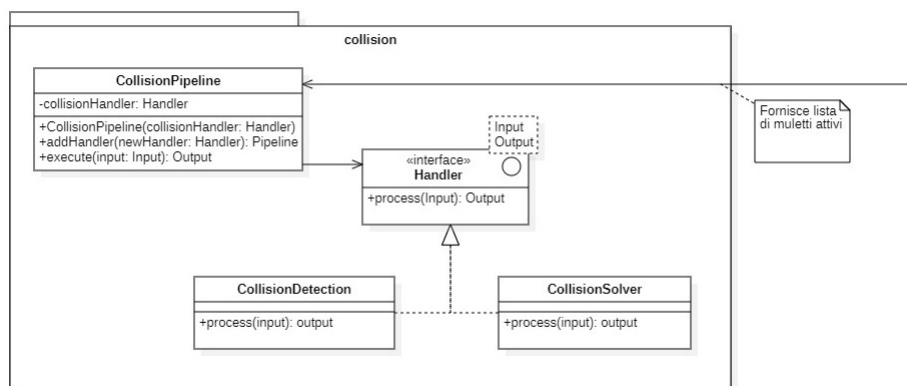 collision
CollisionPipeline
-collisionHandler: Handler
+CollisionPipeline(collisionHandler: Handler)
+addHandler(newHandler: Handler): Pipeline
+execute(input: Input): Output
Fornisce lista
di muletti attivi
Input
Output
«interface»
Handler
+process(Input): Output
CollisionDetection
+process(input): output
CollisionSolver
+process(input): output